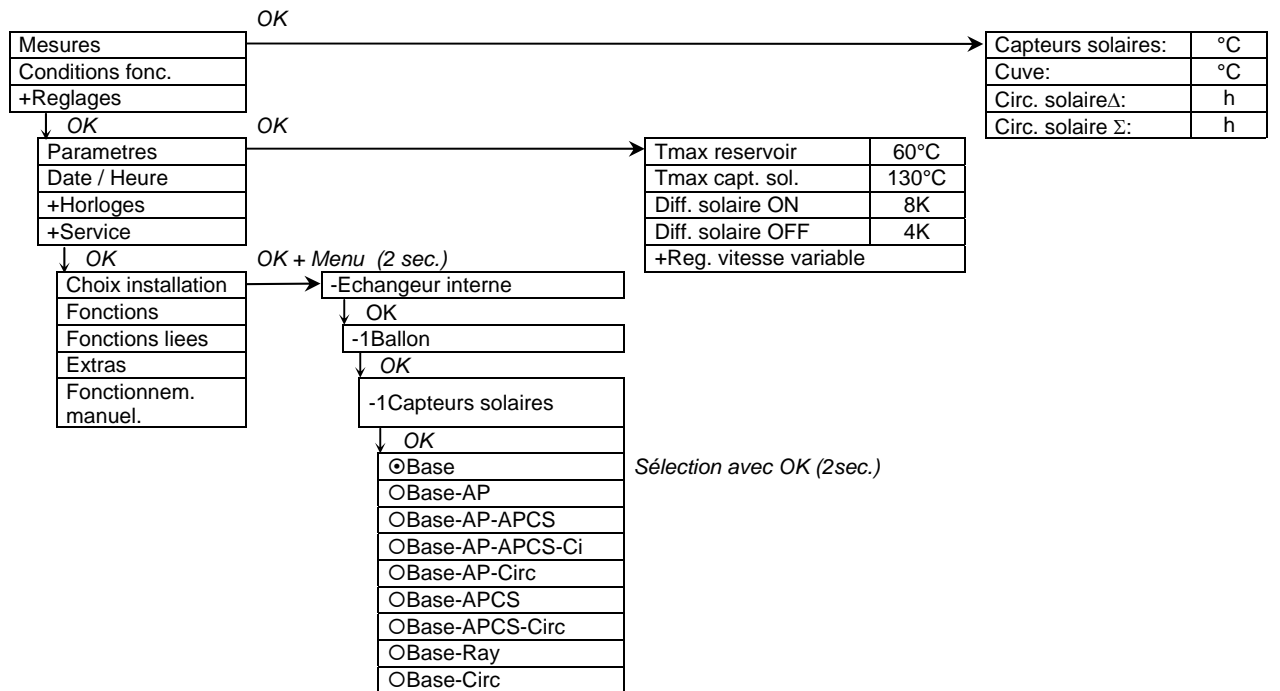 OK
Mesures
Conditions fonc.
+Reglages
Capteurs solaires: °C
Cuve: °C
Circ. solaire∆: h
Circ. solaire Σ: h
OK OK
Parametres
Date / Heure
+Horloges
+Service
Tmax reservoir 60°C
Tmax capt. sol. 130°C
Diff. solaire ON 8K
Diff. solaire OFF 4K
+Reg. vitesse variable
OK OK + Menu (2 sec.)
Choix installation
Fonctions
Fonctions liees
Extras
Fonctionnem.
manuel.
-Echangeur interne
OK
-1Ballon
OK
-1Capteurs solaires
OK
⊙Base Sélection avec OK (2sec.)
○Base-AP
○Base-AP-APCS
○Base-AP-APCS-Ci
○Base-AP-Circ
○Base-APCS
○Base-APCS-Circ
○Base-Ray
○Base-Circ